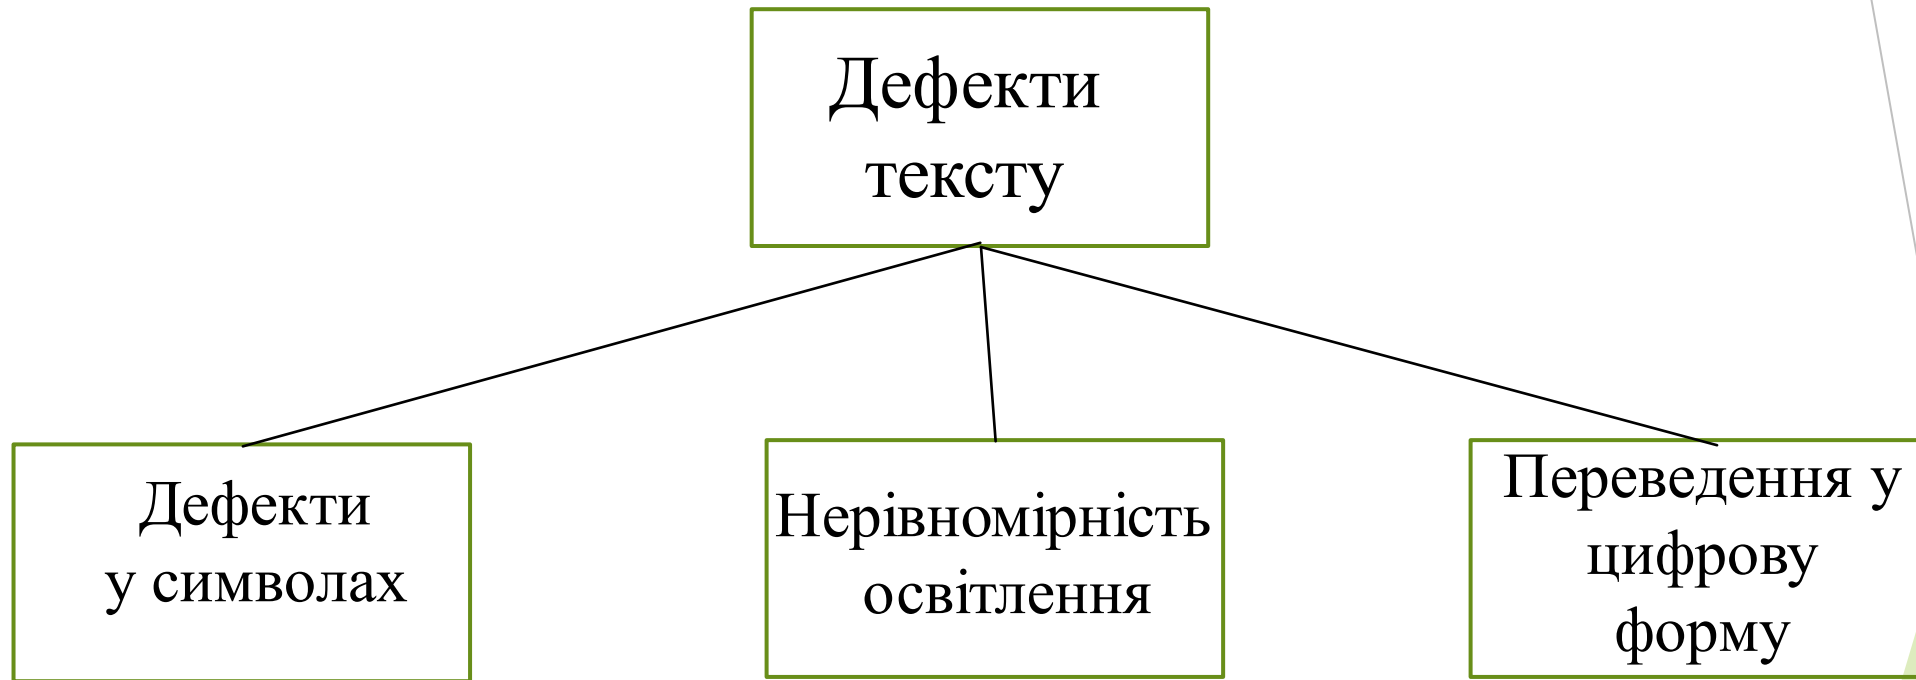 Дефекти
тексту
Дефекти
у символах
Нерівномірність
освітлення
Переведення у
цифрову
форму